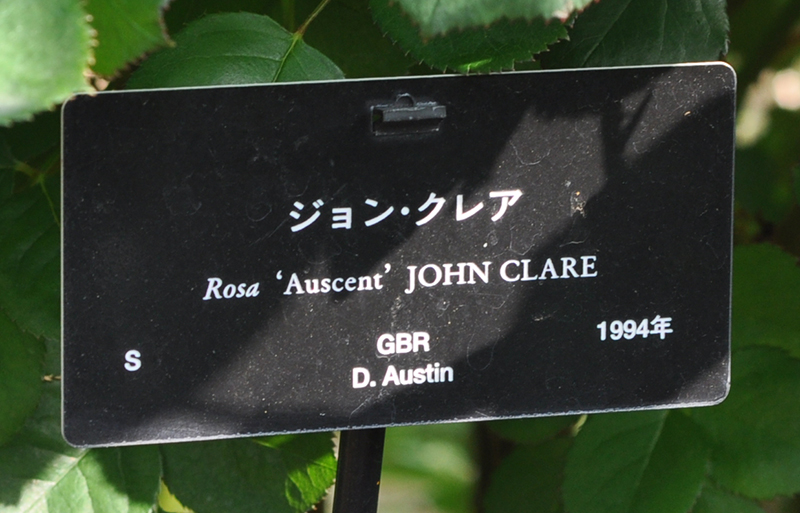 ジョン・クレア
Rosa ‘Auscent’ JOHN CLARE
S
GBR
1994年
D. Austin